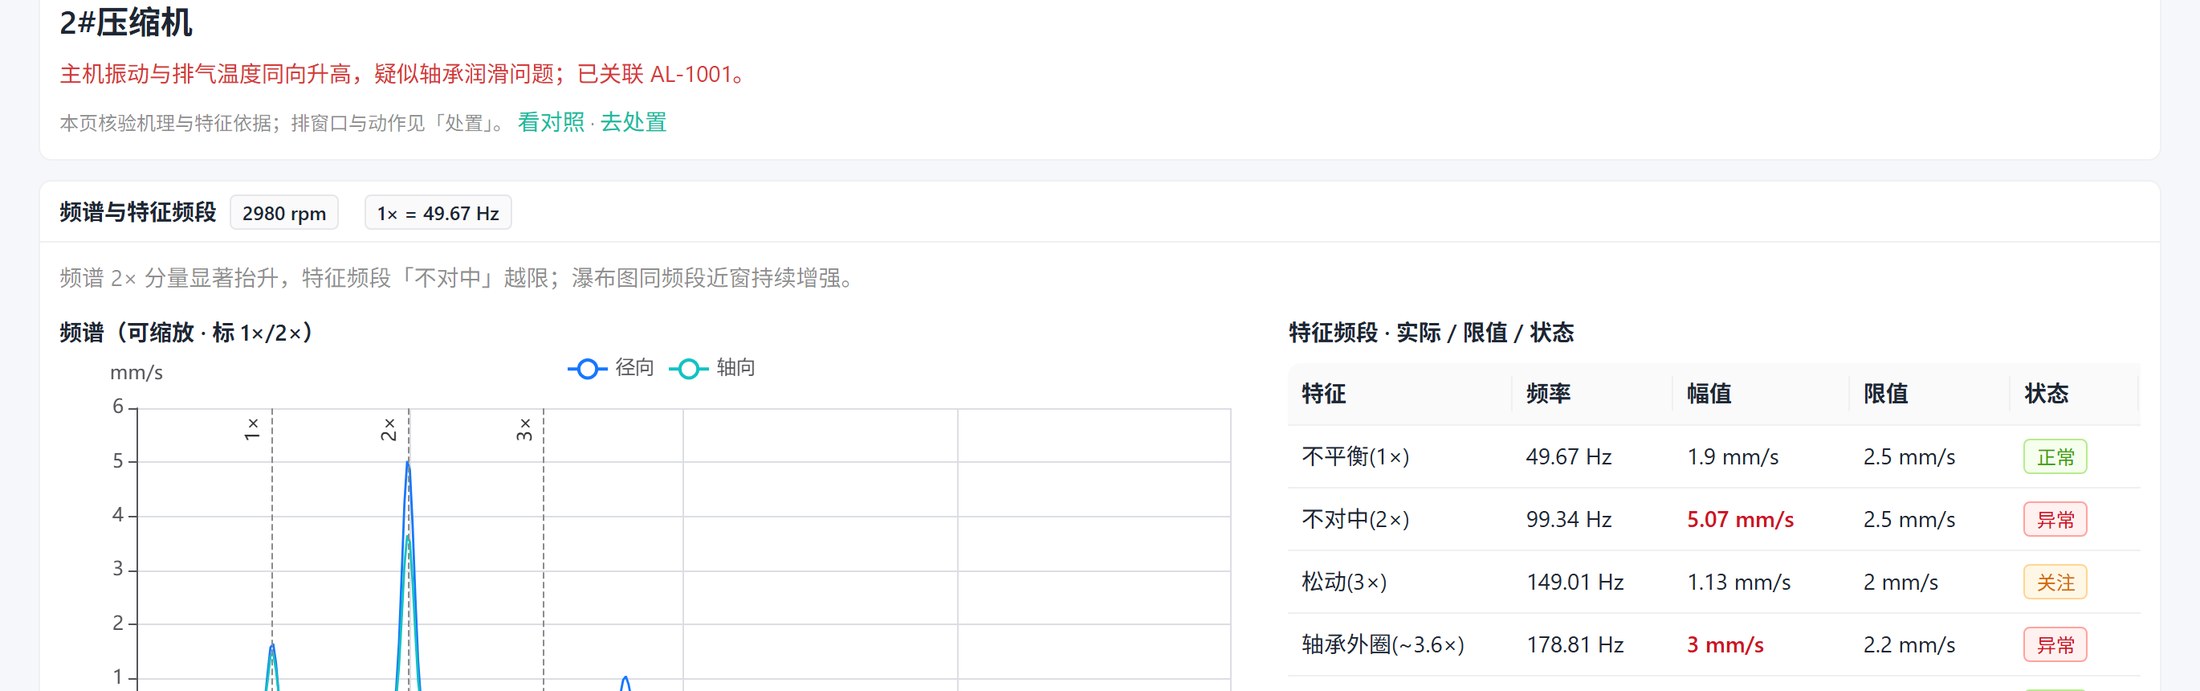 2#压缩机
主机振动与排气温度同向升高，疑似轴承润滑问题；已关联 AL-1001。
本页核验机理与特征依据；排窗口与动作见「处置」。 看对照 · 去处置
频谱与特征频段 2980 rpm 1× = 49.67 Hz
频谱 2× 分量显著抬升，特征频段「不对中」越限；瀑布图同频段近窗持续增强。
频谱（可缩放 · 标 1×/2×）
mm/s
径向 轴向
6
5
4
3
2
1
1×
2×
3×
特征频段 · 实际 / 限值 / 状态
特征 频率 幅值 限值 状态
不平衡(1×) 49.67 Hz 1.9 mm/s 2.5 mm/s 正常
不对中(2×) 99.34 Hz 5.07 mm/s 2.5 mm/s 异常
松动(3×) 149.01 Hz 1.13 mm/s 2 mm/s 关注
轴承外圈(~3.6×) 178.81 Hz 3 mm/s 2.2 mm/s 异常